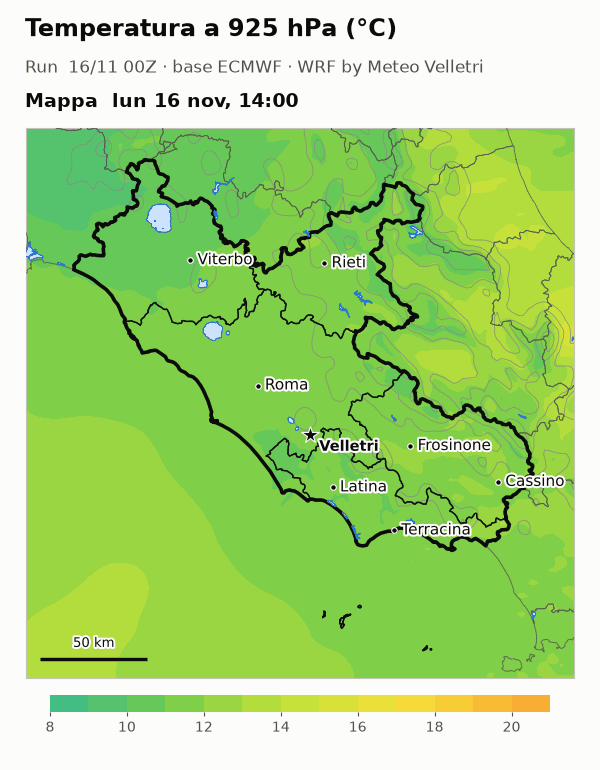 Temperatura a 925 hPa (°C)
Run  16/11 00Z · base ECMWF · WRF by Meteo Velletri
Mappa  lun 16 nov, 14:00
Viterbo
Rieti
Roma
Velletri
Frosinone
Cassino
Latina
Terracina
50 km
8 10 12 14 16 18 20